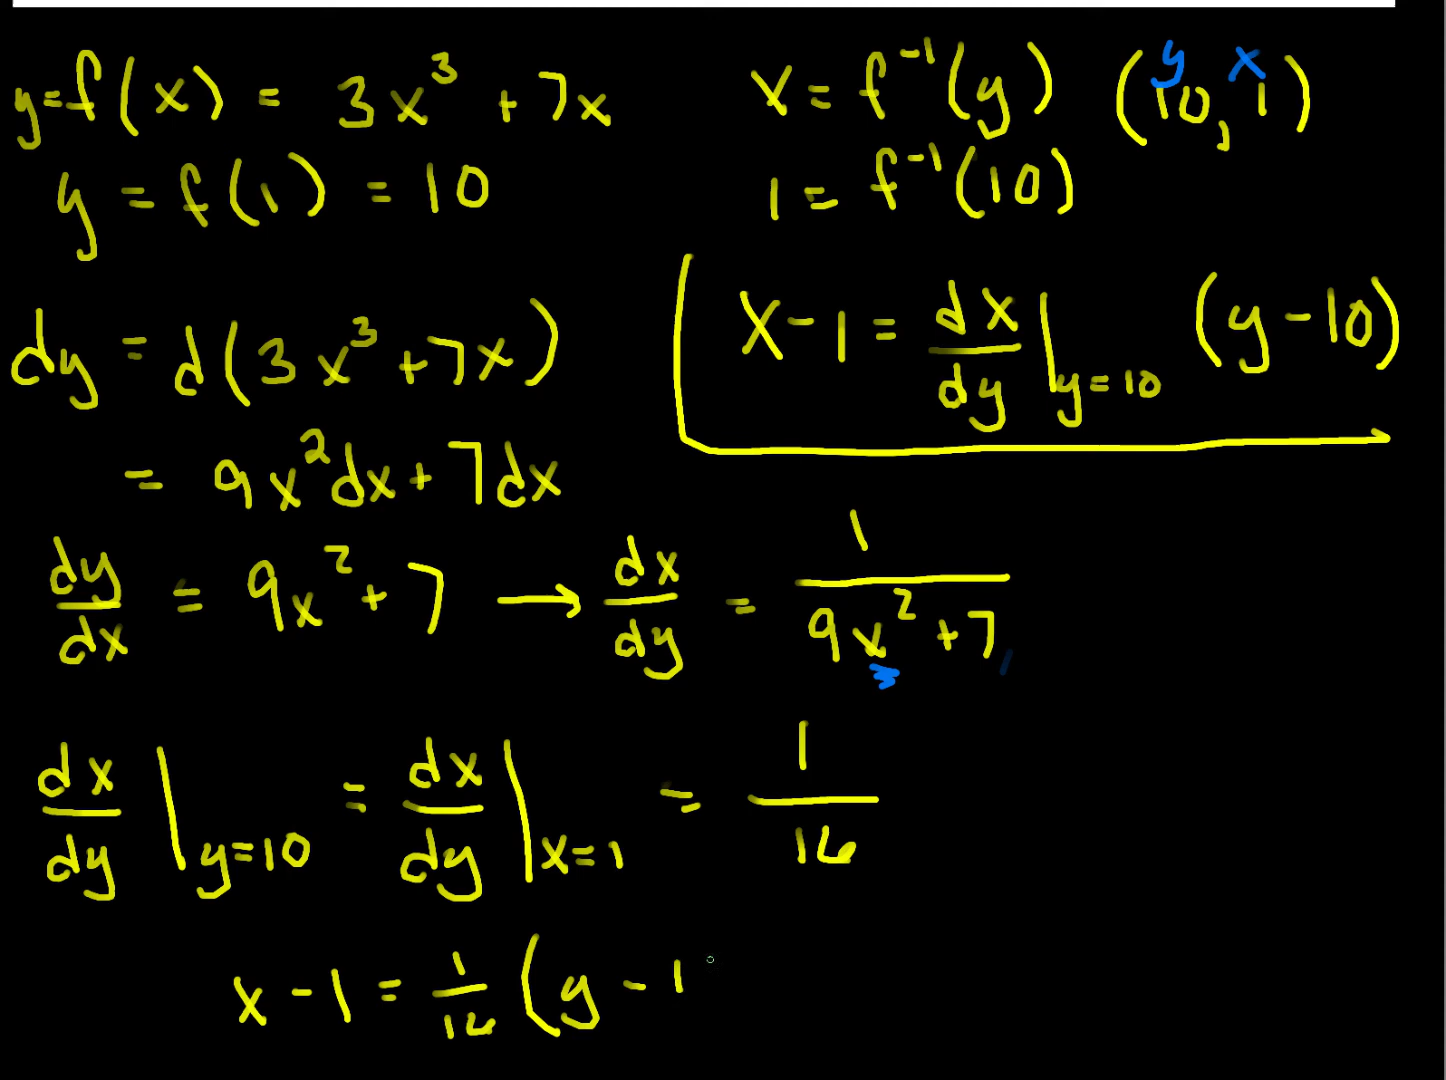 y=f(x) = 3x³ + 7x
y = f(1) = 10
x = f⁻¹(y) (10, 1)
y x
1 = f⁻¹(10)
x - 1 = dx/dy |y=10 (y - 10)
dy = d(3x³ + 7x)
= 9x²dx + 7dx
dy/dx = 9x² + 7 → dx/dy = 1/(9x² + 7)
dx/dy |y=10 = dx/dy |x=1 = 1/16
x - 1 = 1/16 (y - 1